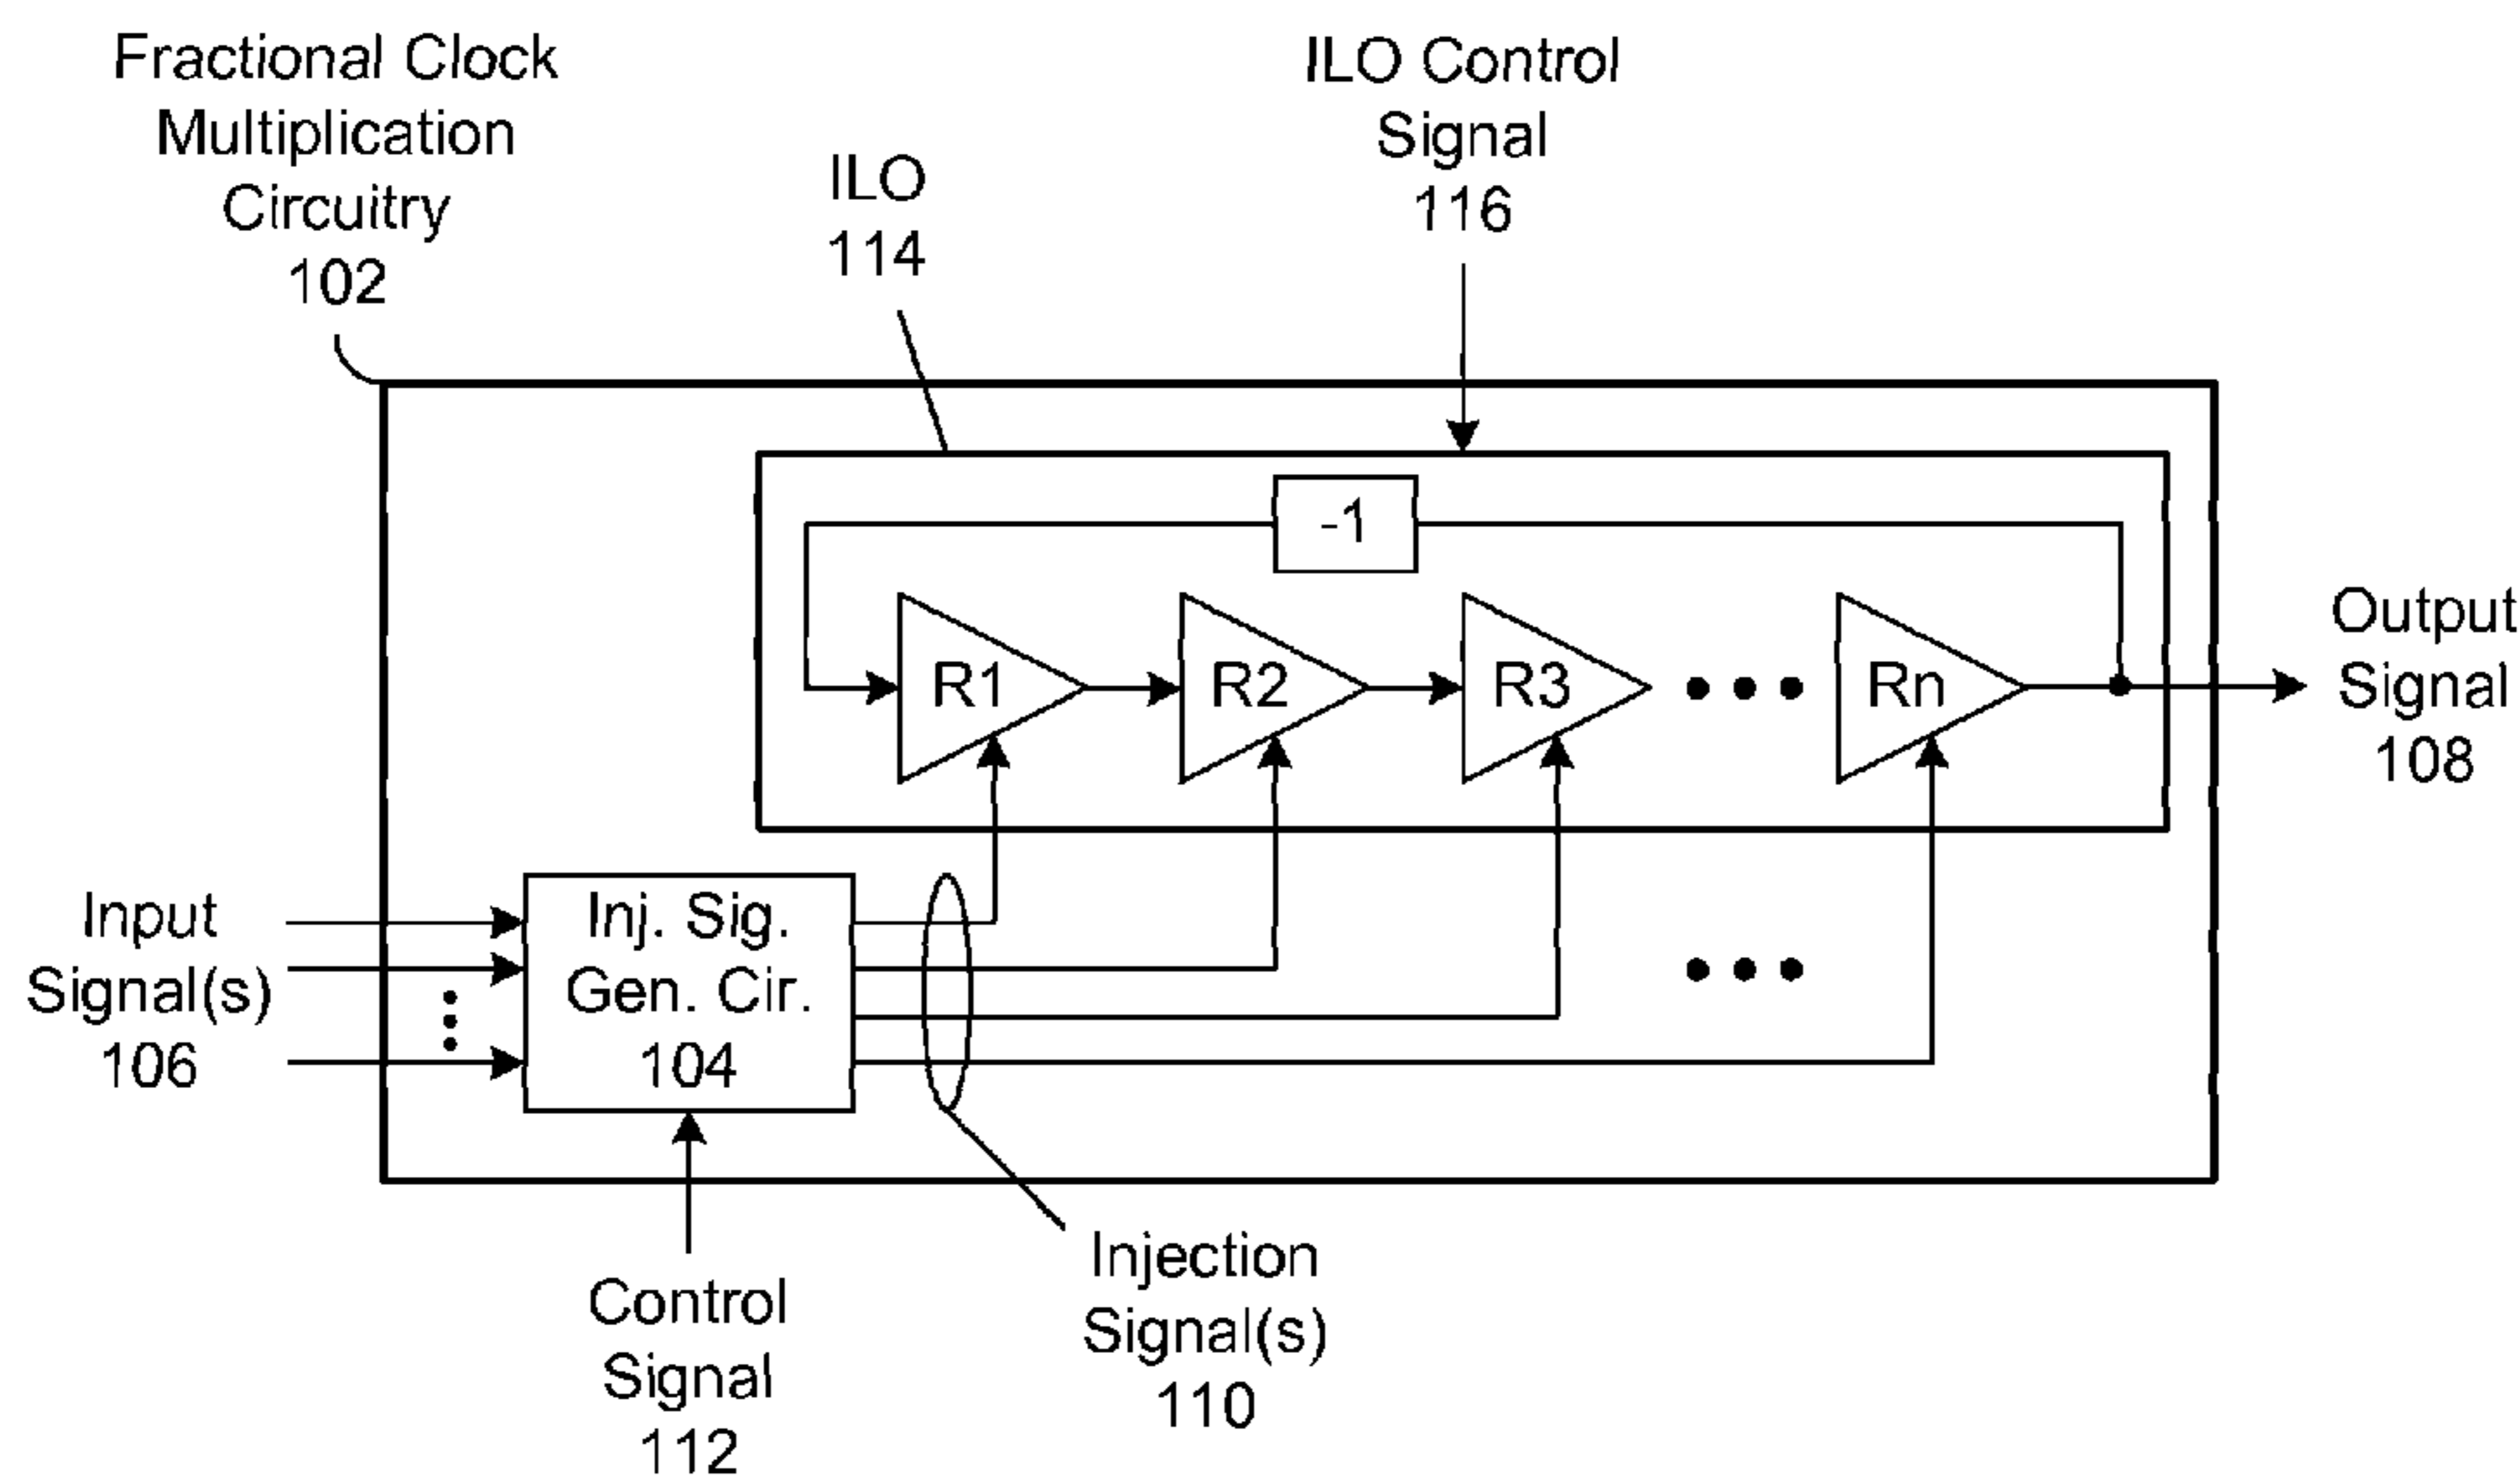 Fractional Clock
Multiplication
Circuitry
102
ILO
114
ILO Control
Signal
116
-1
R1
R2
R3
Rn
Output
Signal
108
Input
Signal(s)
106
Inj. Sig.
Gen. Cir.
104
Control
Signal
112
Injection
Signal(s)
110